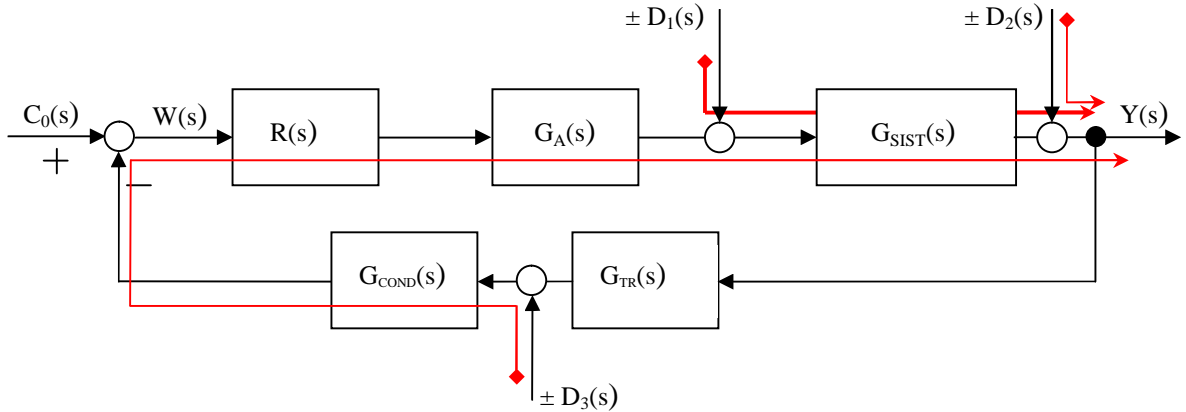 ± D₁(s)
± D₂(s)
C₀(s)
W(s)
R(s)
G_A(s)
G_SIST(s)
Y(s)
+
−
G_COND(s)
G_TR(s)
± D₃(s)